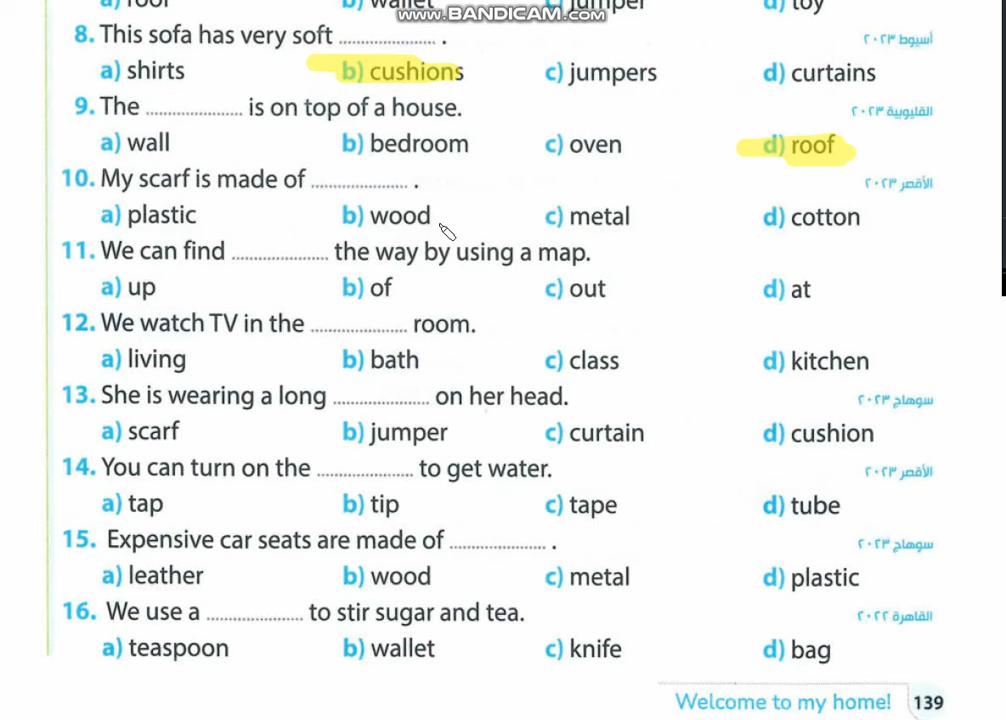 a) roof b) wallet c) jumper d) toy
www.BANDICAM.com
8. This sofa has very soft .................... . أسيوط ٢٠٢٣
a) shirts b) cushions c) jumpers d) curtains
9. The .................... is on top of a house. القليوبية ٢٠٢٣
a) wall b) bedroom c) oven d) roof
10. My scarf is made of .................... . الأقصر ٢٠٢٣
a) plastic b) wood c) metal d) cotton
11. We can find .................... the way by using a map.
a) up b) of c) out d) at
12. We watch TV in the .................... room.
a) living b) bath c) class d) kitchen
13. She is wearing a long .................... on her head. سوهاج ٢٠٢٣
a) scarf b) jumper c) curtain d) cushion
14. You can turn on the .................... to get water. الأقصر ٢٠٢٣
a) tap b) tip c) tape d) tube
15. Expensive car seats are made of .................... . سوهاج ٢٠٢٣
a) leather b) wood c) metal d) plastic
16. We use a .................... to stir sugar and tea. القاهرة ٢٠٢٢
a) teaspoon b) wallet c) knife d) bag
Welcome to my home! 139